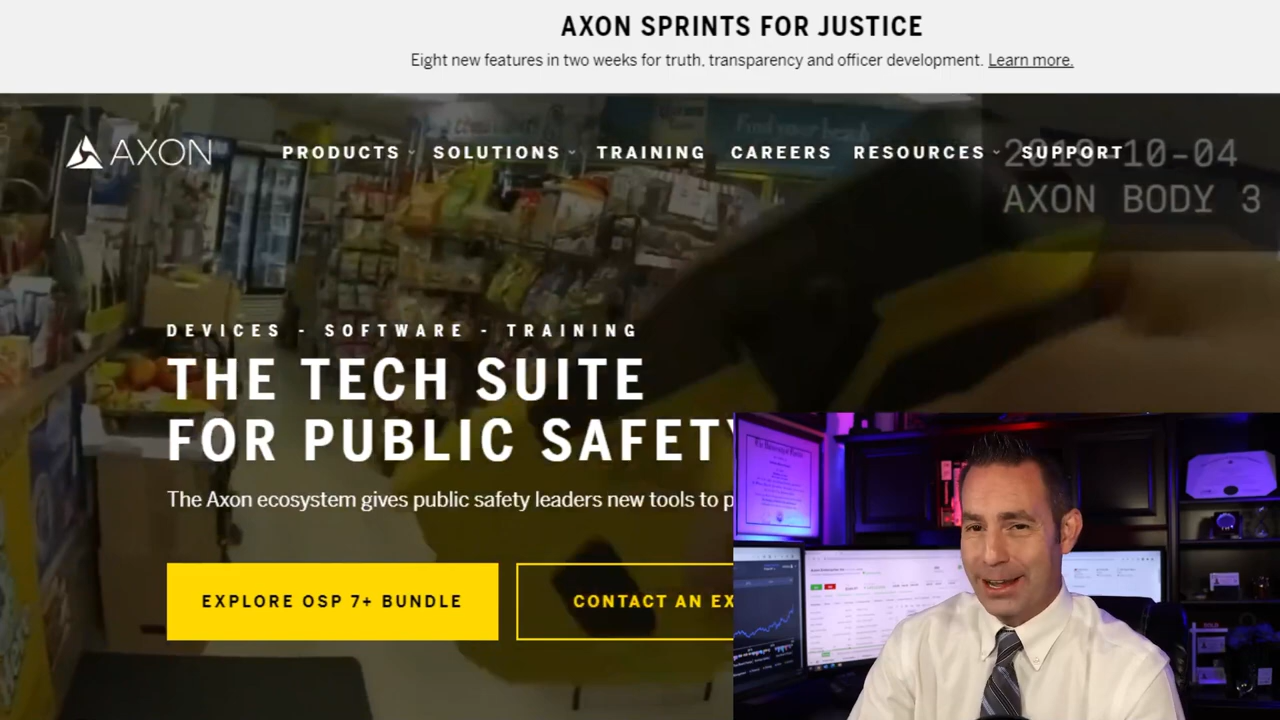 AXON SPRINTS FOR JUSTICE
Eight new features in two weeks for truth, transparency and officer development. Learn more.
AXON
PRODUCTS SOLUTIONS TRAINING CAREERS RESOURCES SUPPORT
10-04
AXON BODY 3
DEVICES - SOFTWARE - TRAINING
THE TECH SUITE
FOR PUBLIC SAFETY
The Axon ecosystem gives public safety leaders new tools to p
EXPLORE OSP 7+ BUNDLE
CONTACT AN EX